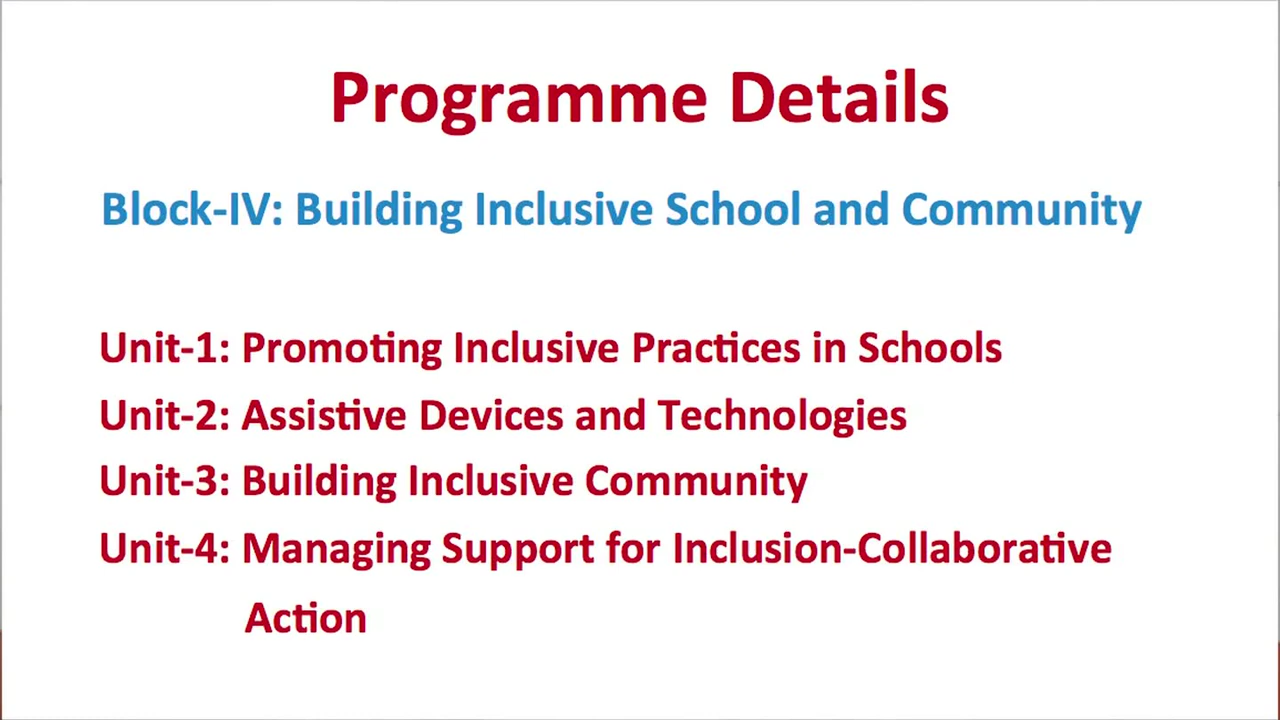 Programme Details
Block-IV: Building Inclusive School and Community
Unit-1: Promoting Inclusive Practices in Schools
Unit-2: Assistive Devices and Technologies
Unit-3: Building Inclusive Community
Unit-4: Managing Support for Inclusion-Collaborative
Action